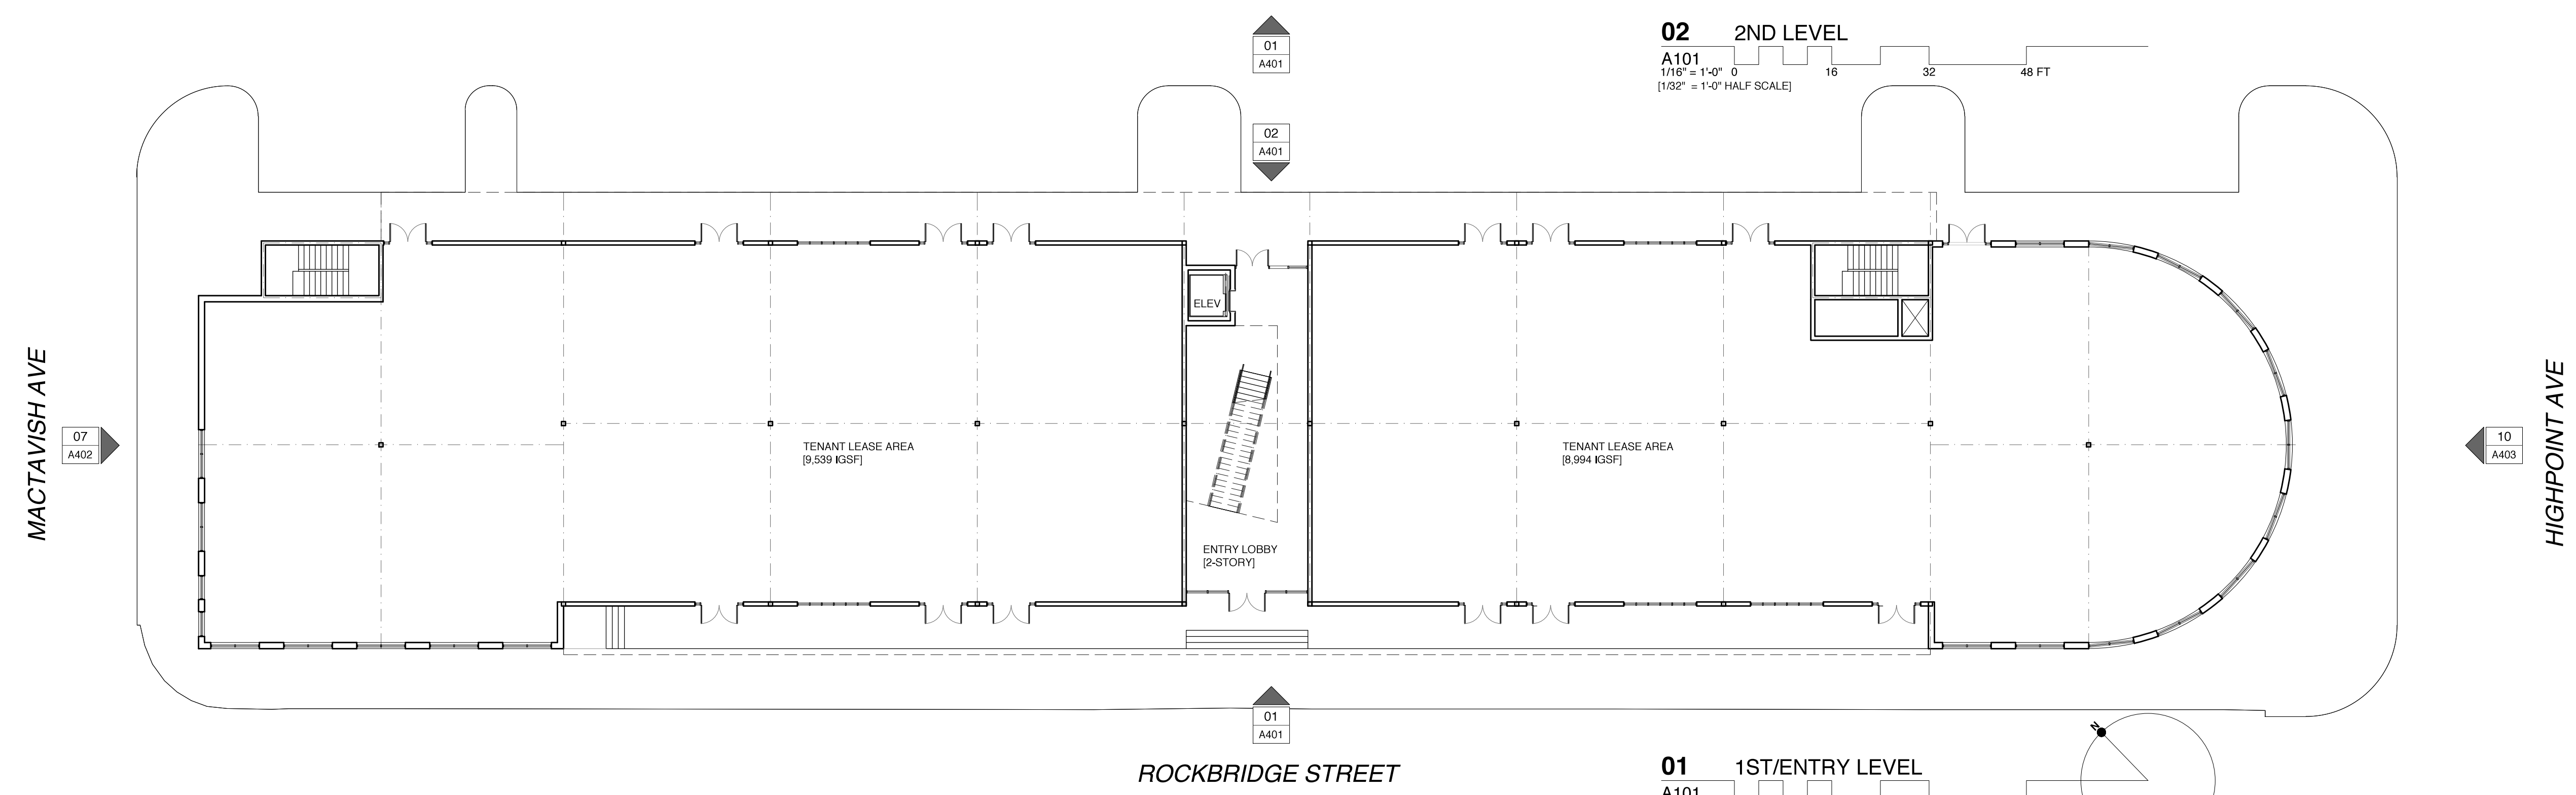 01
A401
02 2ND LEVEL
A101
1/16" = 1'-0" 0 16 32 48 FT
[1/32" = 1'-0" HALF SCALE]
02
A401
ELEV
MACTAVISH AVE
07
A402
TENANT LEASE AREA
[9,539 IGSF]
TENANT LEASE AREA
[8,994 IGSF]
10
A403
HIGHPOINT AVE
ENTRY LOBBY
[2-STORY]
01
A401
N
ROCKBRIDGE STREET
01 1ST/ENTRY LEVEL
A101